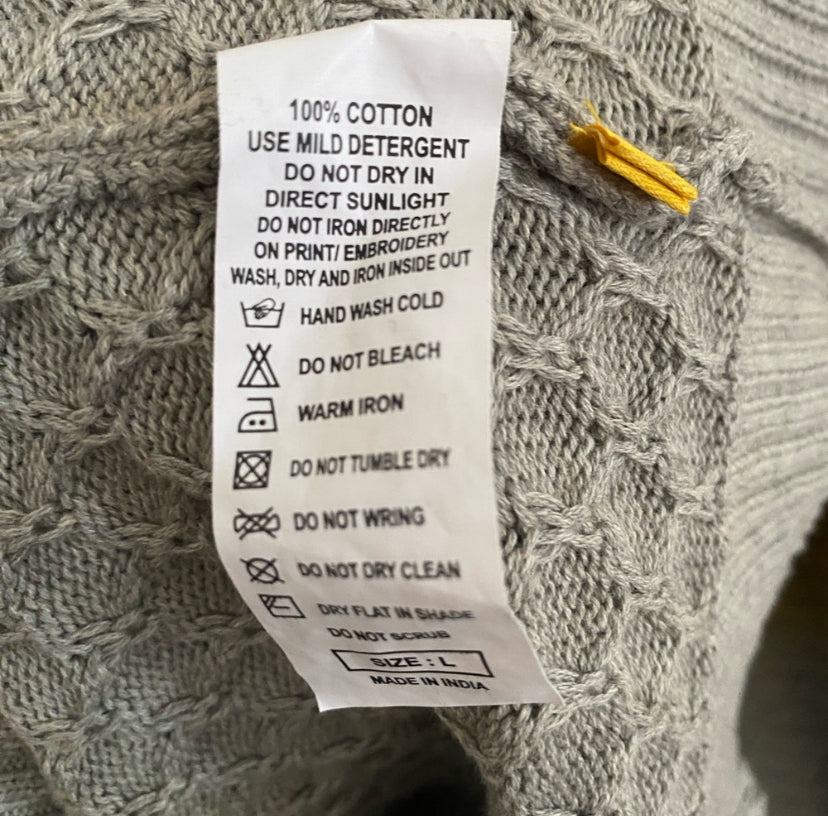 100% COTTON
USE MILD DETERGENT
DO NOT DRY IN
DIRECT SUNLIGHT
DO NOT IRON DIRECTLY
ON PRINT/ EMBROIDERY
WASH, DRY AND IRON INSIDE OUT
HAND WASH COLD
DO NOT BLEACH
WARM IRON
DO NOT TUMBLE DRY
DO NOT WRING
DO NOT DRY CLEAN
DRY FLAT IN SHADE
DO NOT SCRUB
SIZE : L
MADE IN INDIA